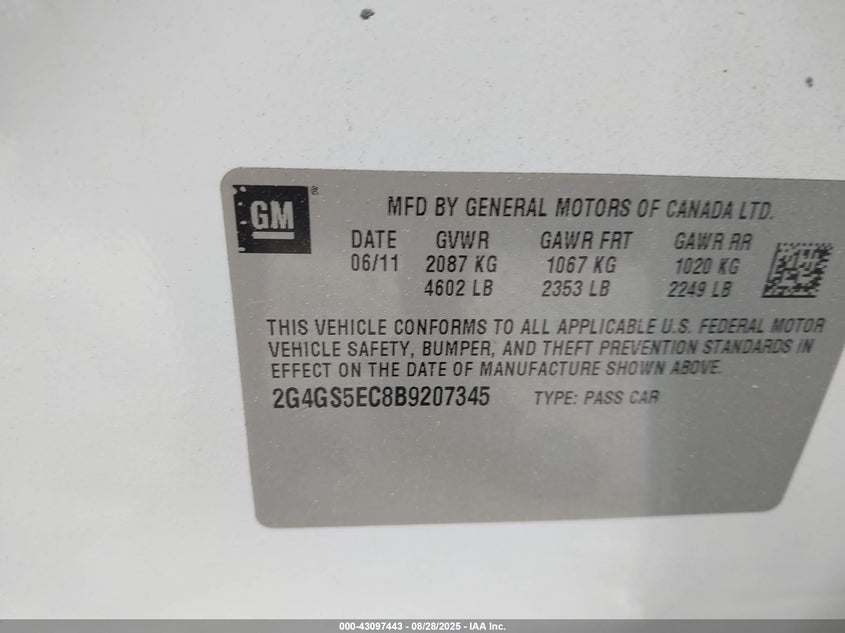 GM
®
MFD BY GENERAL MOTORS OF CANADA LTD.
DATE GVWR GAWR FRT GAWR RR
06/11 2087 KG 1067 KG 1020 KG
4602 LB 2353 LB 2249 LB
THIS VEHICLE CONFORMS TO ALL APPLICABLE U.S. FEDERAL MOTOR
VEHICLE SAFETY, BUMPER, AND THEFT PREVENTION STANDARDS IN
EFFECT ON THE DATE OF MANUFACTURE SHOWN ABOVE.
2G4GS5EC8B9207345 TYPE: PASS CAR
000-43097443 - 08/28/2025 - IAA Inc.